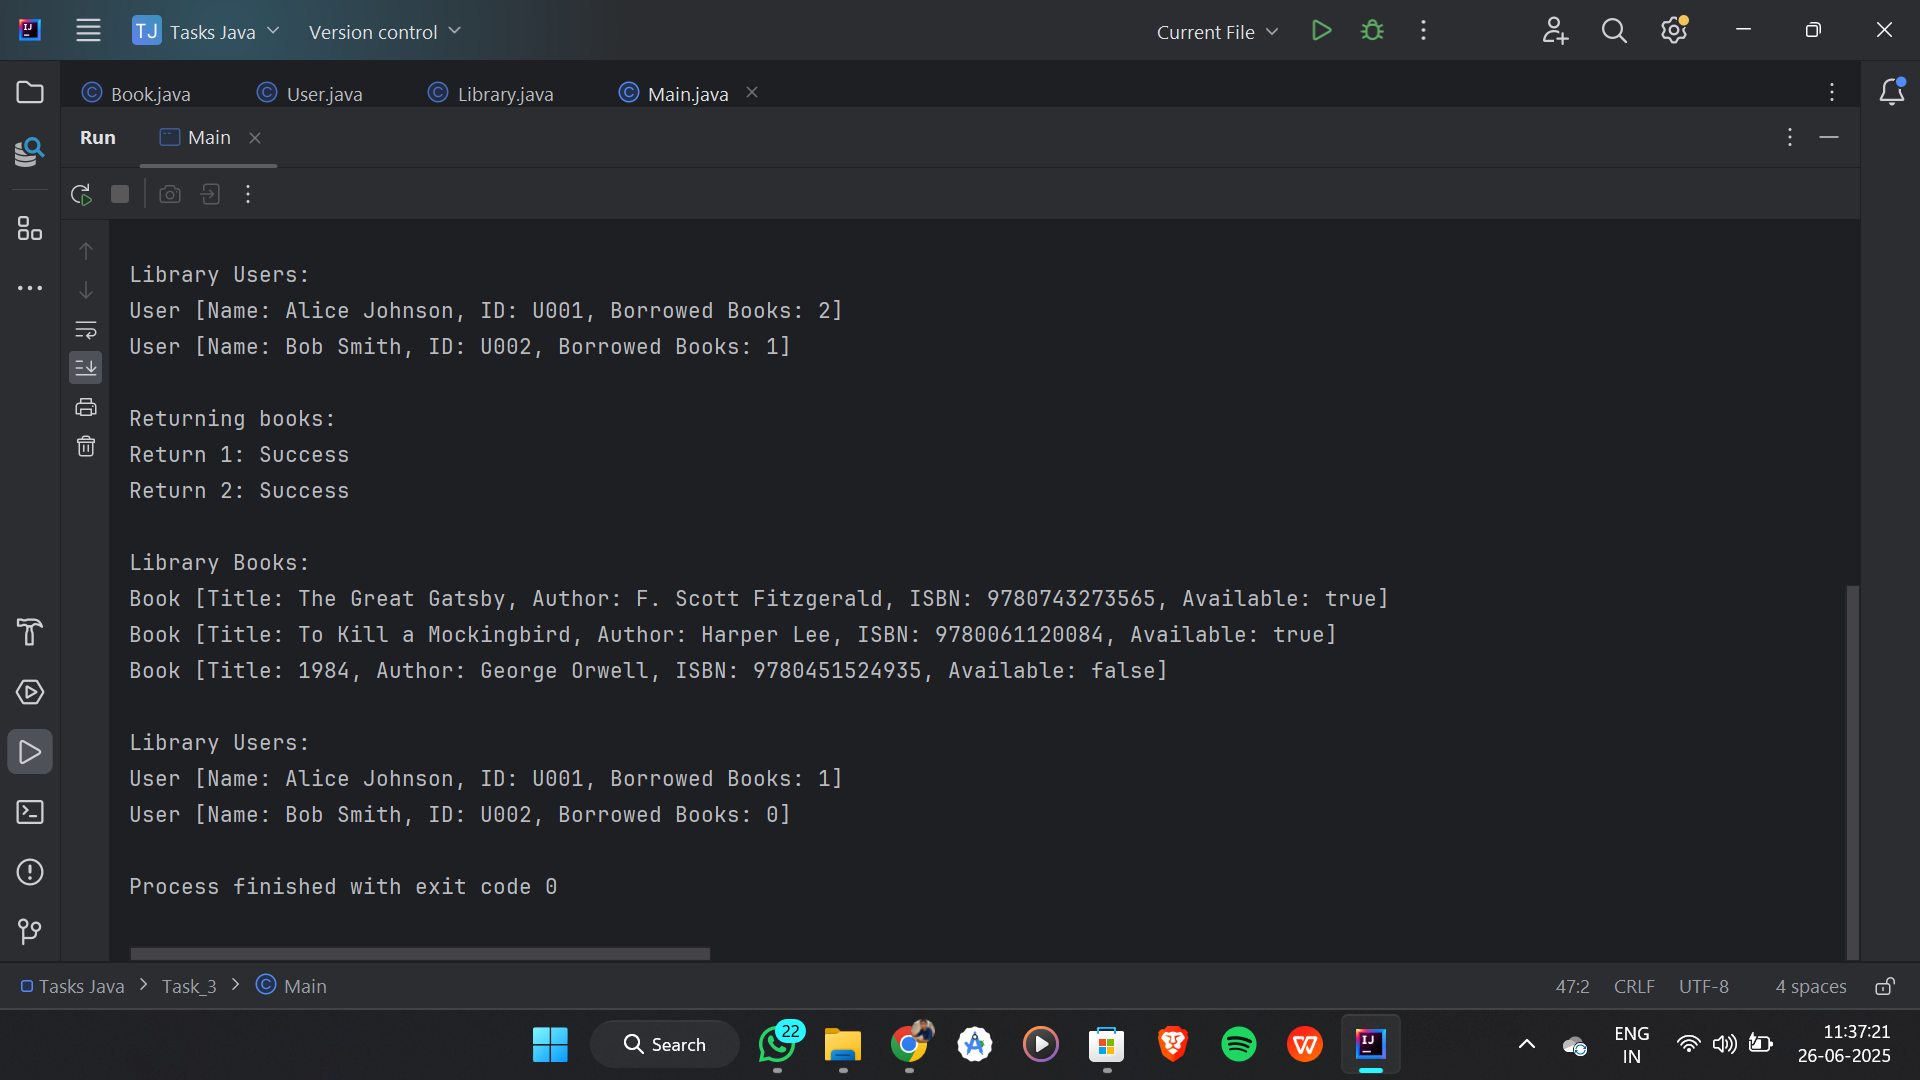 TJ Tasks Java Version control Current File
Book.java User.java Library.java Main.java
Run Main
Library Users:
User [Name: Alice Johnson, ID: U001, Borrowed Books: 2]
User [Name: Bob Smith, ID: U002, Borrowed Books: 1]
Returning books:
Return 1: Success
Return 2: Success
Library Books:
Book [Title: The Great Gatsby, Author: F. Scott Fitzgerald, ISBN: 9780743273565, Available: true]
Book [Title: To Kill a Mockingbird, Author: Harper Lee, ISBN: 9780061120084, Available: true]
Book [Title: 1984, Author: George Orwell, ISBN: 9780451524935, Available: false]
Library Users:
User [Name: Alice Johnson, ID: U001, Borrowed Books: 1]
User [Name: Bob Smith, ID: U002, Borrowed Books: 0]
Process finished with exit code 0
Tasks Java > Task_3 > Main 47:2 CRLF UTF-8 4 spaces
Search 22 ENG 11:37:21
IN 26-06-2025